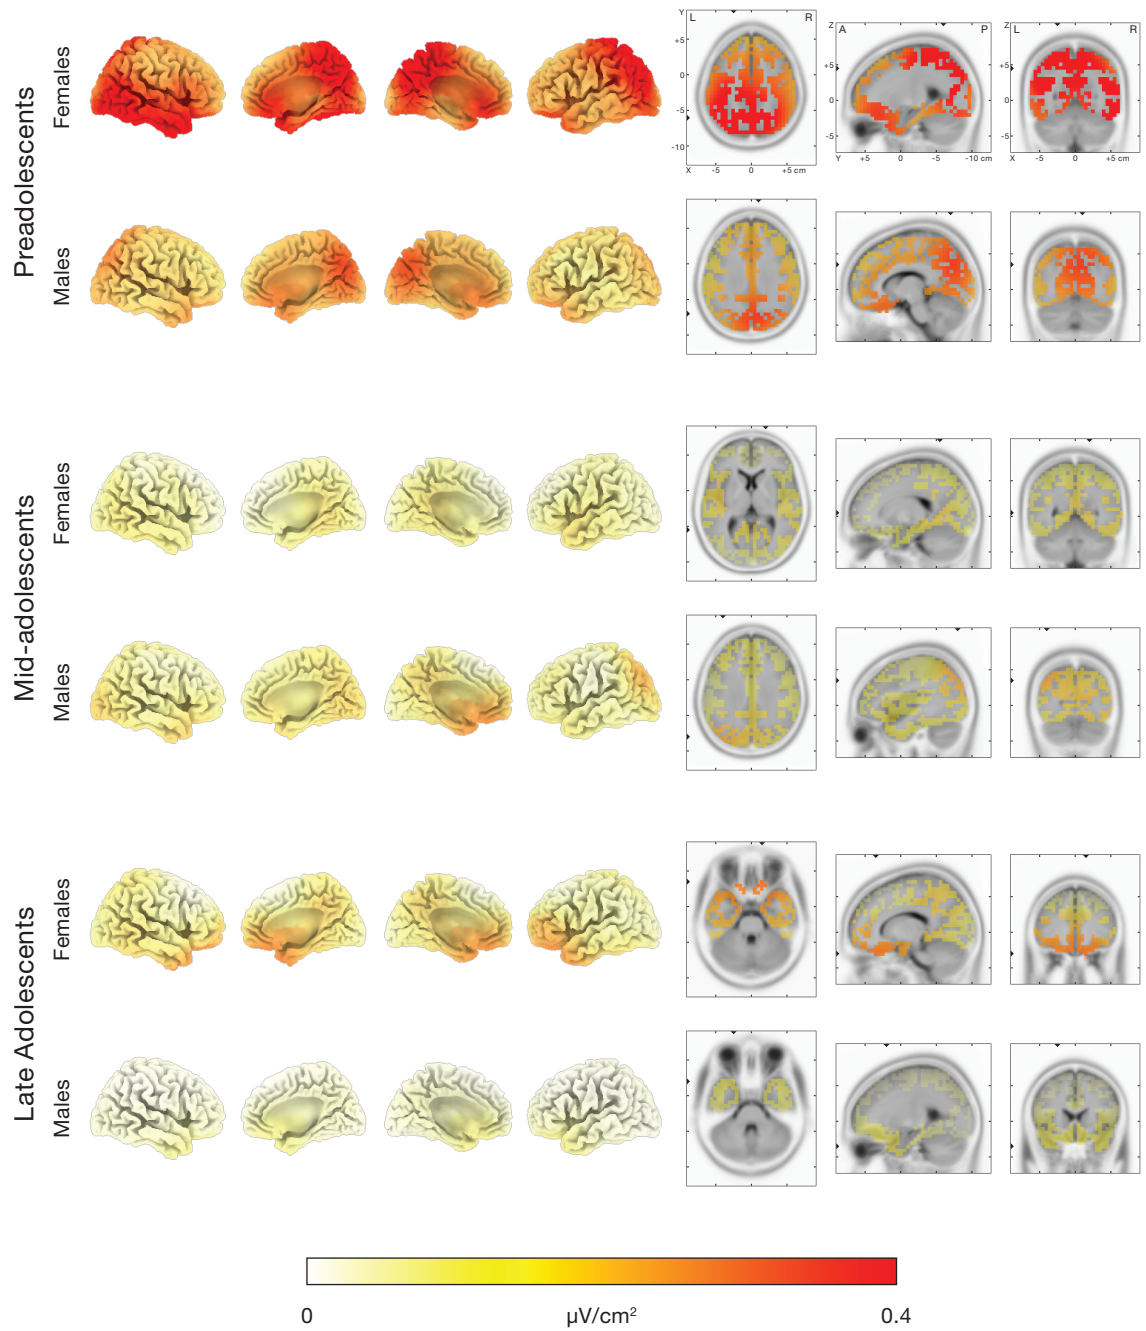 Preadolescents
Females
Y L R
+5
0
-5
-10
X -5 0 +5 cm
Z A P
+5
0
-5
Y +5 0 -5 -10 cm
Z L R
+5
0
-5
X -5 0 +5 cm
Males
Mid-adolescents
Females
Males
Late Adolescents
Females
Males
0 µV/cm² 0.4